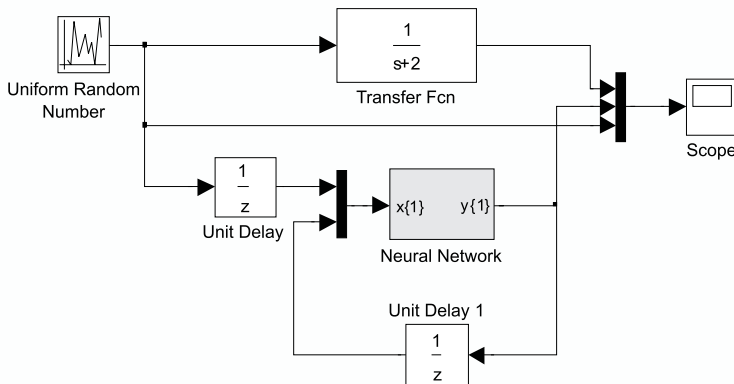 1
s+2
Transfer Fcn
Uniform Random
Number
Scope
1
z
Unit Delay
x{1}
y{1}
Neural Network
Unit Delay 1
1
z